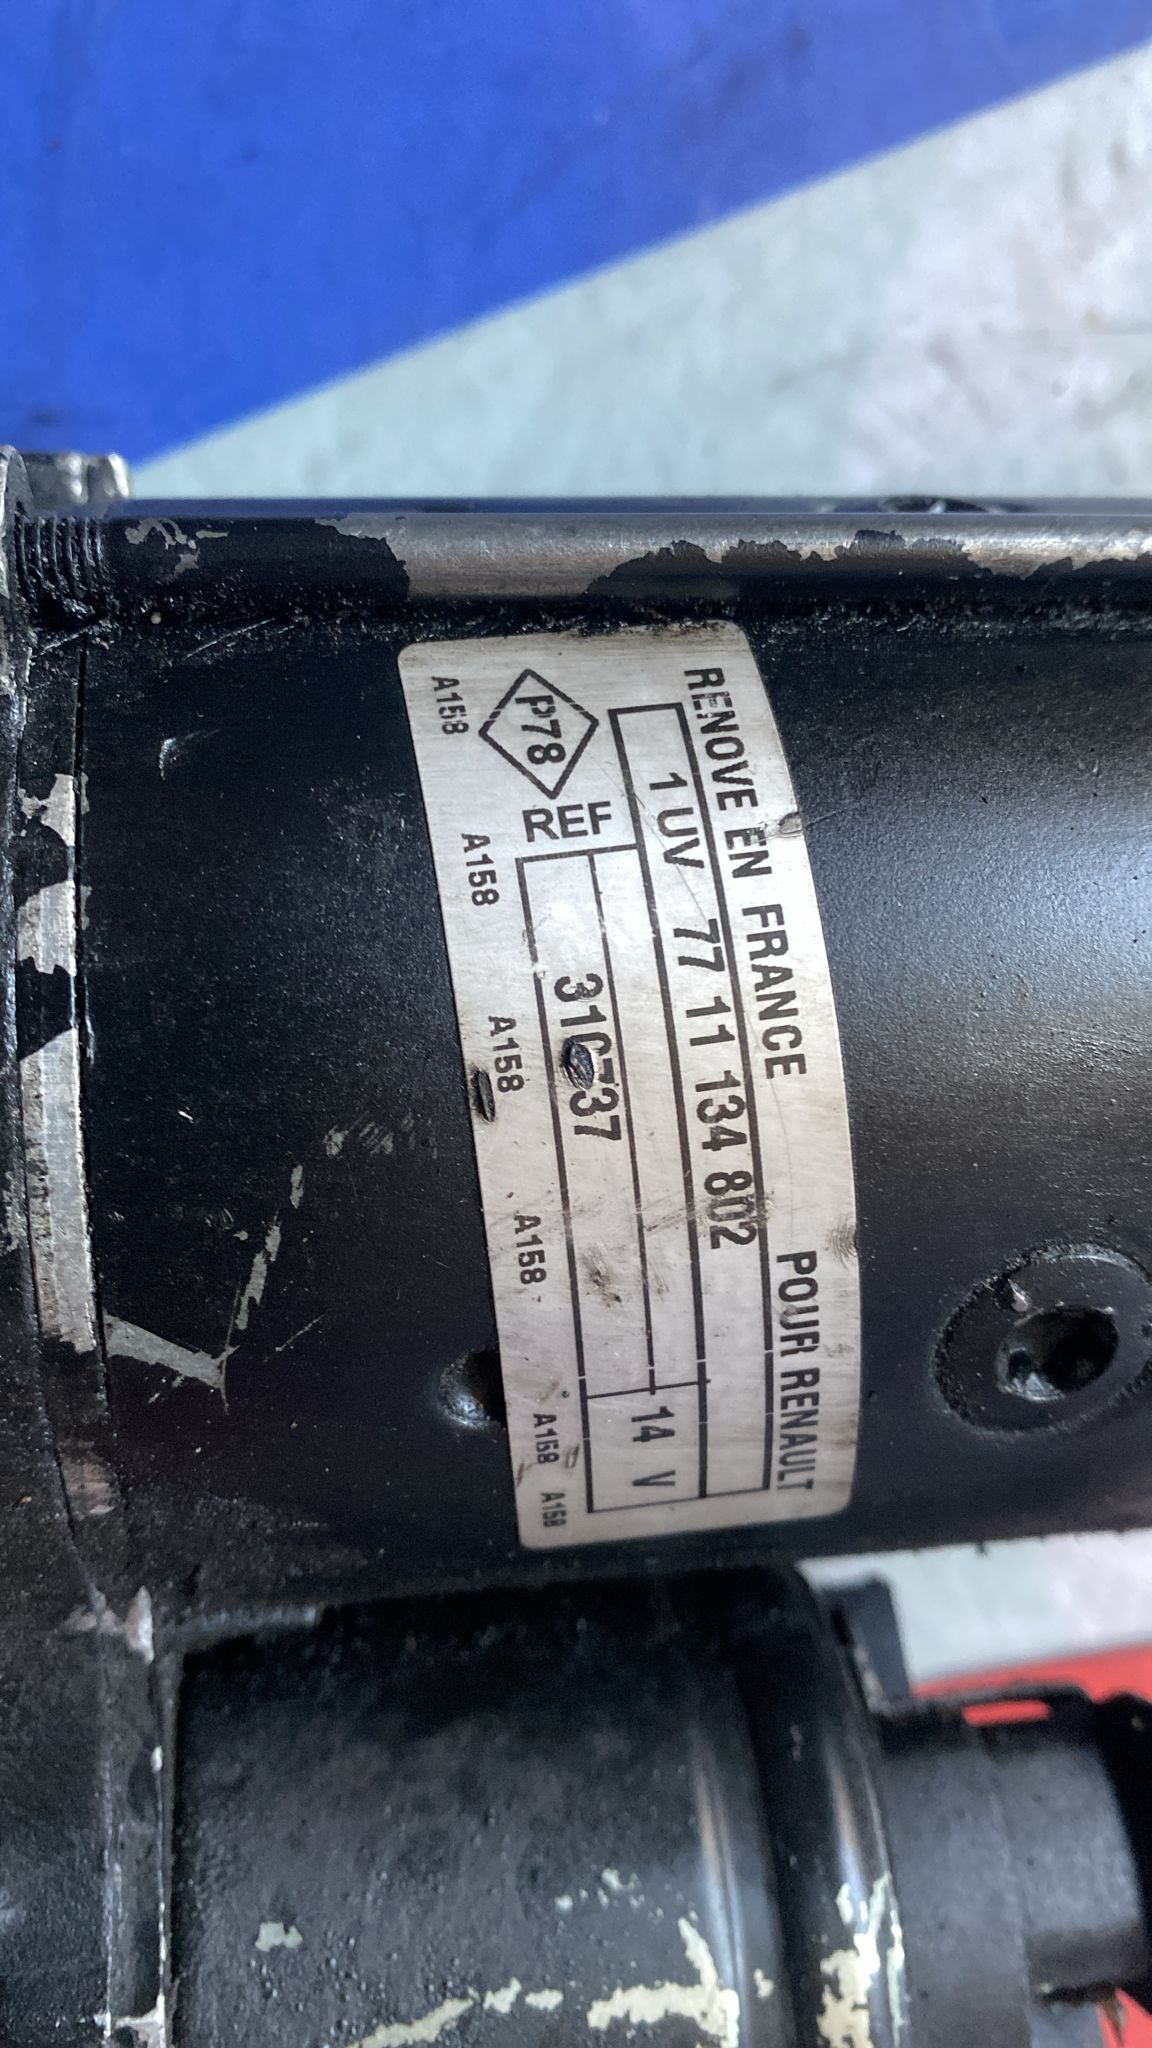 RENOVE EN FRANCE POUR RENAULT
1 UV 77 11 134 802
P78
REF
14 V
A158 A158 A158 A158 A158 A158